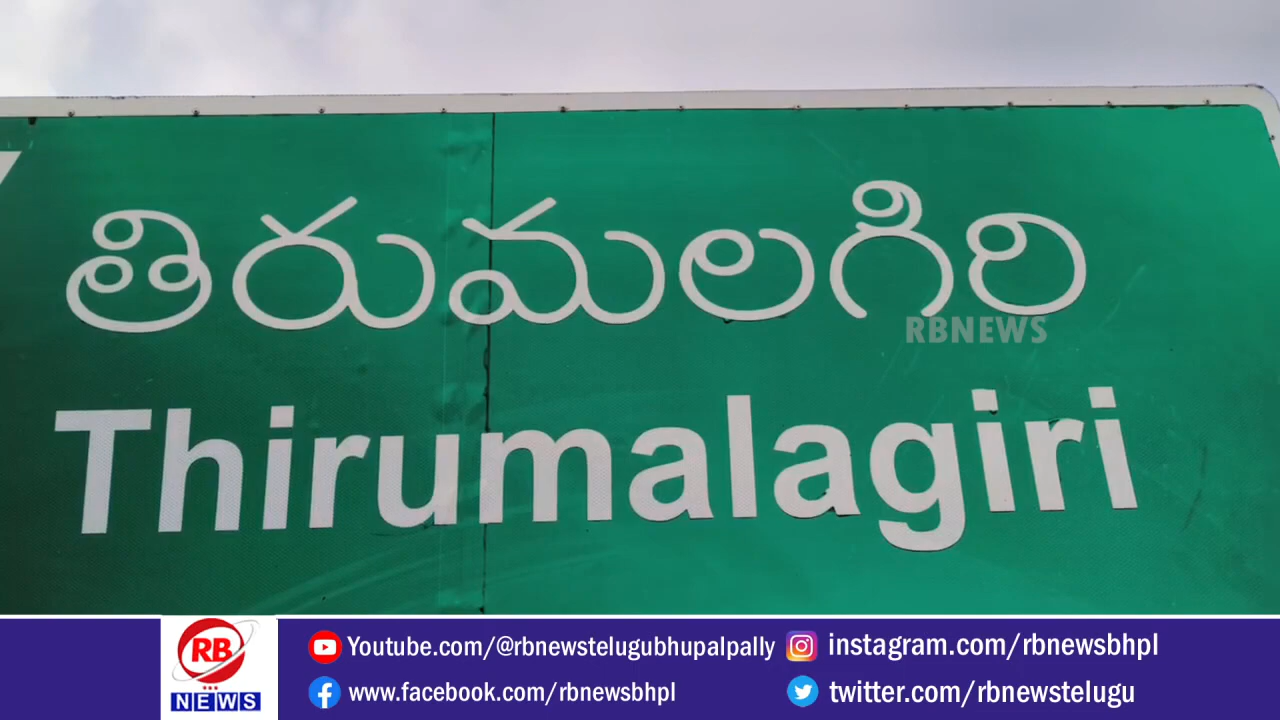 తిరుమలగిరి
RBNEWS
Thirumalagiri
RB
NEWS
Youtube.com/@rbnewstelugubhupalpally
instagram.com/rbnewsbhpl
www.facebook.com/rbnewsbhpl
twitter.com/rbnewstelugu